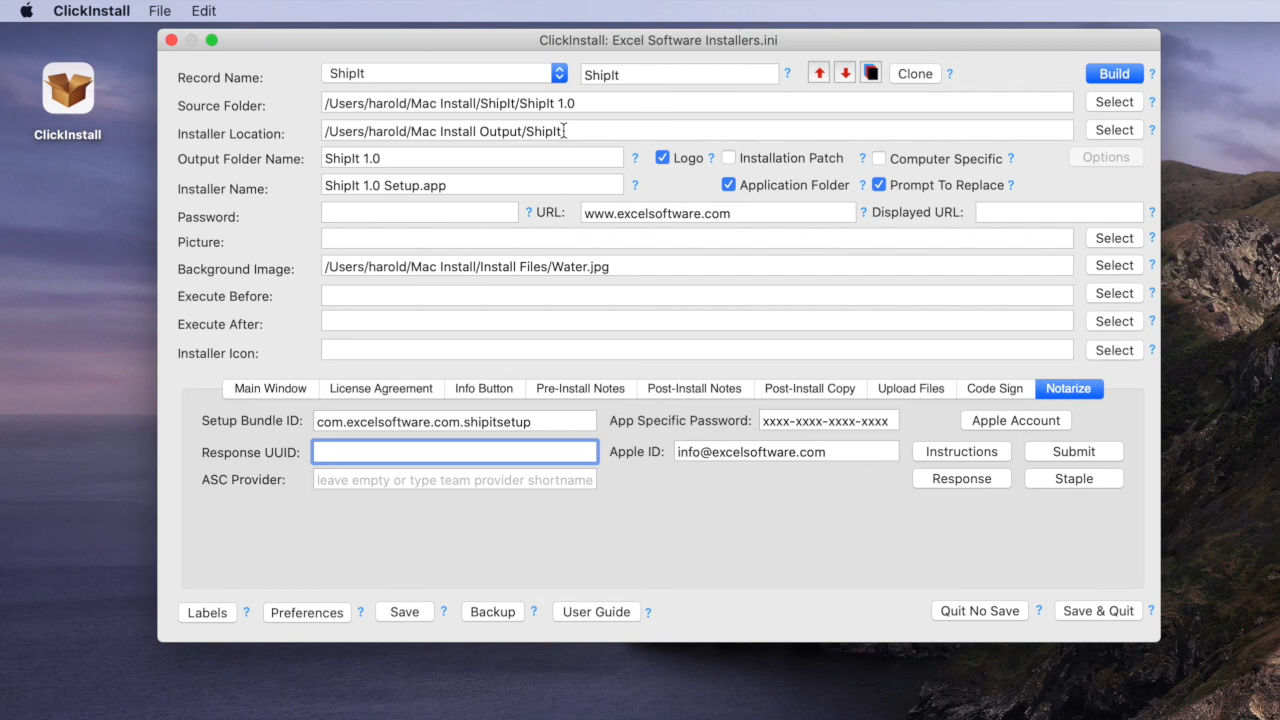 ClickInstall File Edit
ClickInstall: Excel Software Installers.ini
ClickInstall
Record Name: ShipIt ShipIt ? Clone ? Build ?
Source Folder: /Users/harold/Mac Install/ShipIt/ShipIt 1.0 Select ?
Installer Location: /Users/harold/Mac Install Output/ShipIt Select ?
Output Folder Name: ShipIt 1.0 ? Logo ? Installation Patch ? Computer Specific ? Options
Installer Name: ShipIt 1.0 Setup.app ? Application Folder ? Prompt To Replace ?
Password: ? URL: www.excelsoftware.com ? Displayed URL: ?
Picture: Select ?
Background Image: /Users/harold/Mac Install/Install Files/Water.jpg Select ?
Execute Before: Select ?
Execute After: Select ?
Installer Icon: Select ?
Main Window License Agreement Info Button Pre-Install Notes Post-Install Notes Post-Install Copy Upload Files Code Sign Notarize
Setup Bundle ID: com.excelsoftware.com.shipitsetup App Specific Password: xxxx-xxxx-xxxx-xxxx Apple Account
Response UUID: Apple ID: info@excelsoftware.com Instructions Submit
ASC Provider: leave empty or type team provider shortname Response Staple
Labels ? Preferences ? Save ? Backup ? User Guide ? Quit No Save ? Save & Quit ?